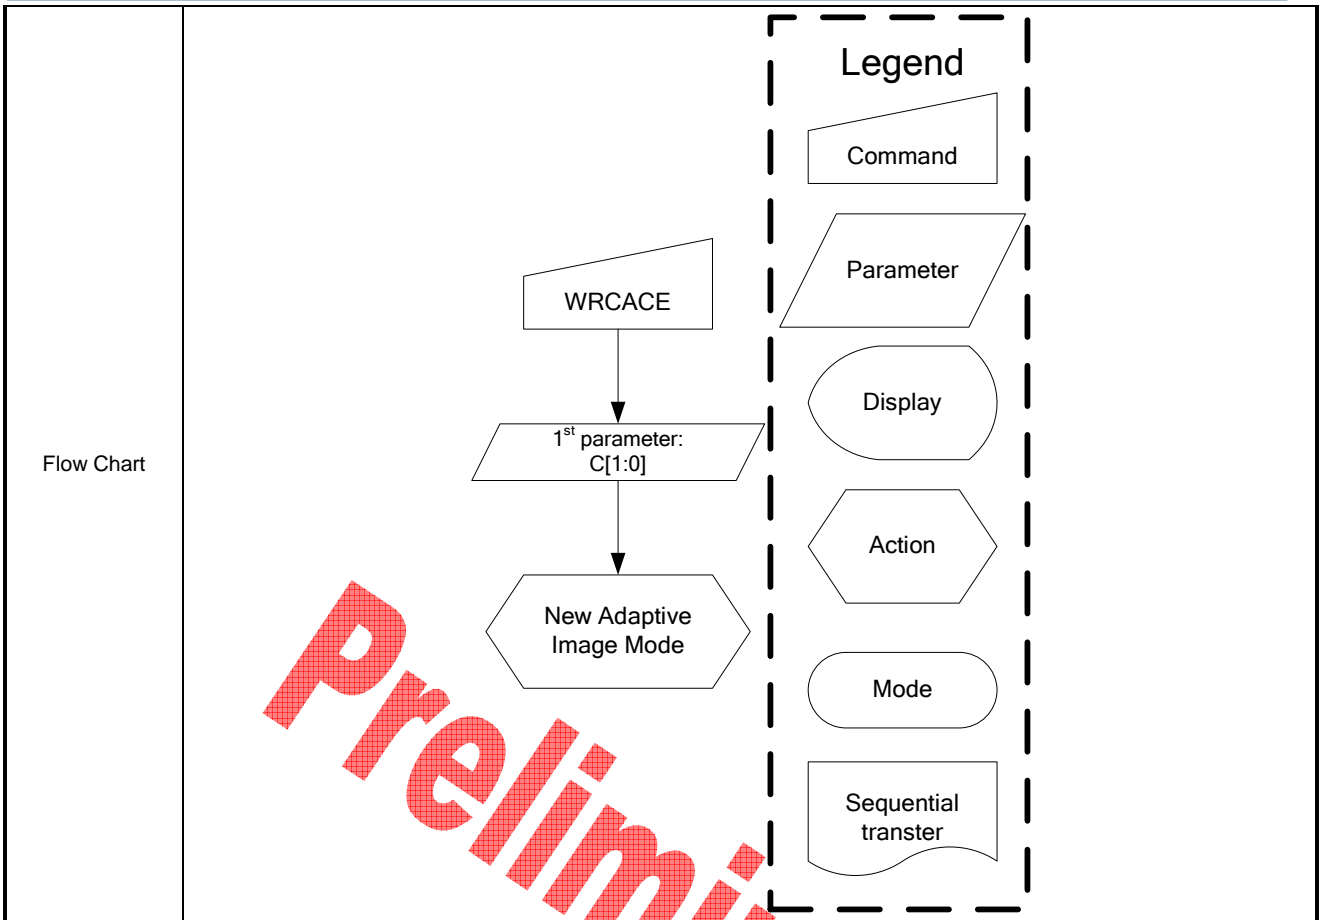 Flow Chart
WRCACE
1st parameter:
C[1:0]
New Adaptive
Image Mode
Legend
Command
Parameter
Display
Action
Mode
Sequential
transter
Prelimi